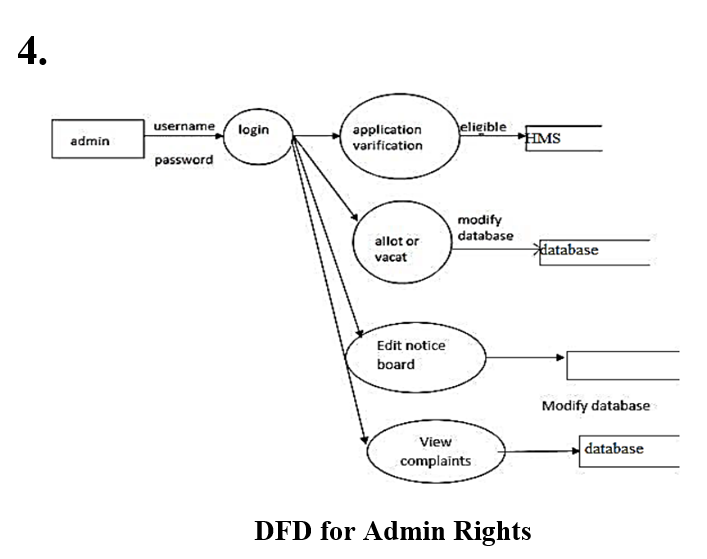 4.
admin
username
password
login
application
varification
eligible
HMS
allot or
vacat
modify
database
database
Edit notice
board
Modify database
View
complaints
database
DFD for Admin Rights